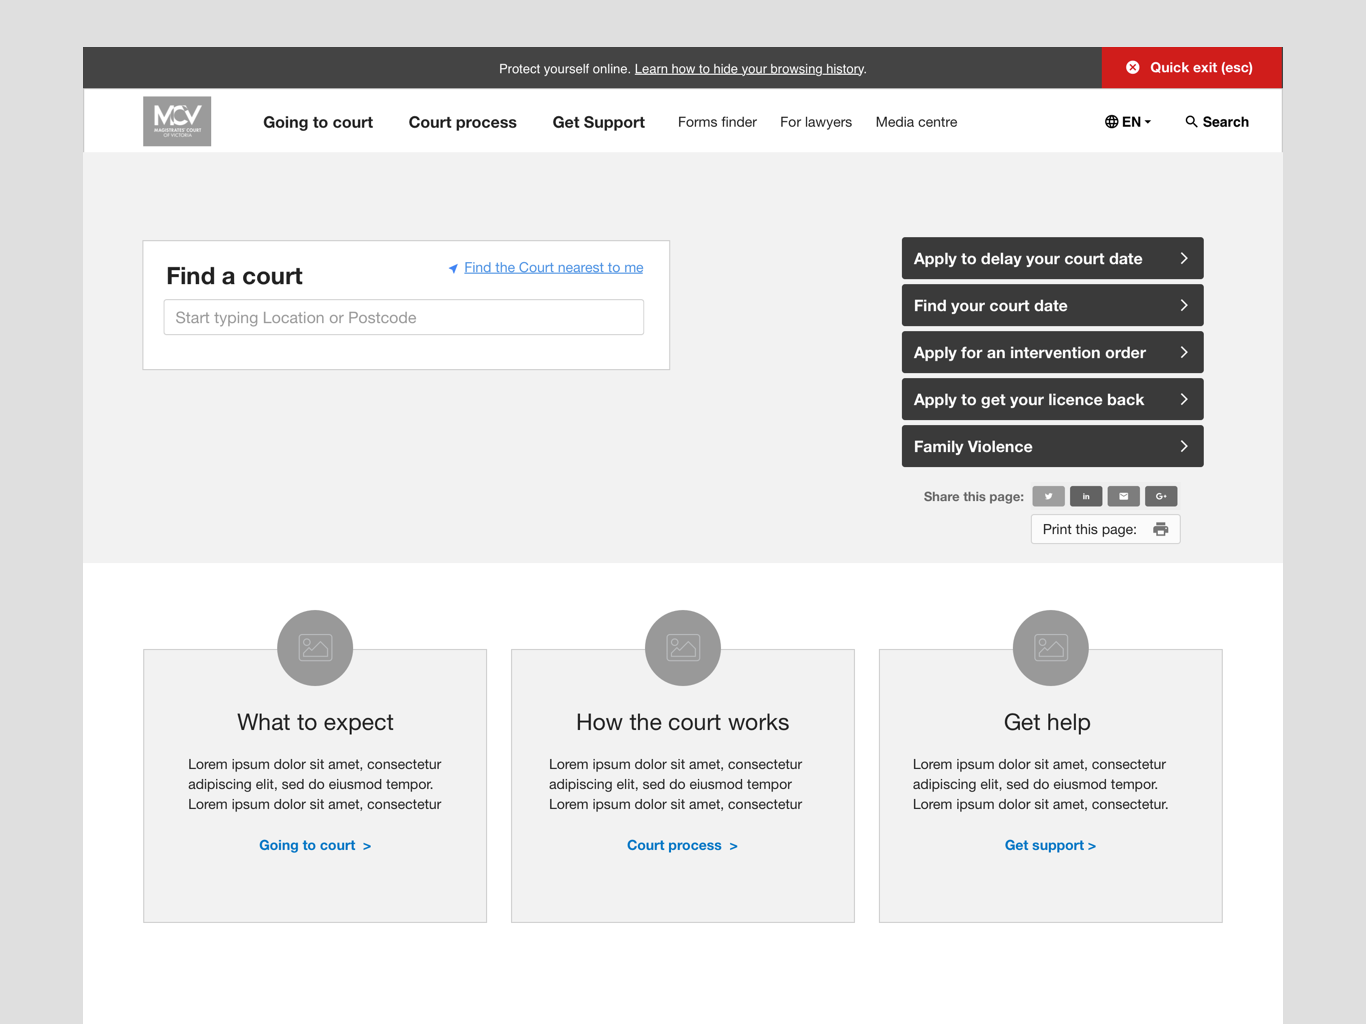 Protect yourself online. Learn how to hide your browsing history.
Quick exit (esc)
MCV
MAGISTRATES' COURT
OF VICTORIA
Going to court
Court process
Get Support
Forms finder
For lawyers
Media centre
EN
Search
Find a court
Find the Court nearest to me
Start typing Location or Postcode
Apply to delay your court date
Find your court date
Apply for an intervention order
Apply to get your licence back
Family Violence
Share this page:
in
G+
Print this page:
What to expect
Lorem ipsum dolor sit amet, consectetur
adipiscing elit, sed do eiusmod tempor.
Lorem ipsum dolor sit amet, consectetur
Going to court >
How the court works
Lorem ipsum dolor sit amet, consectetur
adipiscing elit, sed do eiusmod tempor
Lorem ipsum dolor sit amet, consectetur
Court process >
Get help
Lorem ipsum dolor sit amet, consectetur
adipiscing elit, sed do eiusmod tempor.
Lorem ipsum dolor sit amet, consectetur.
Get support >